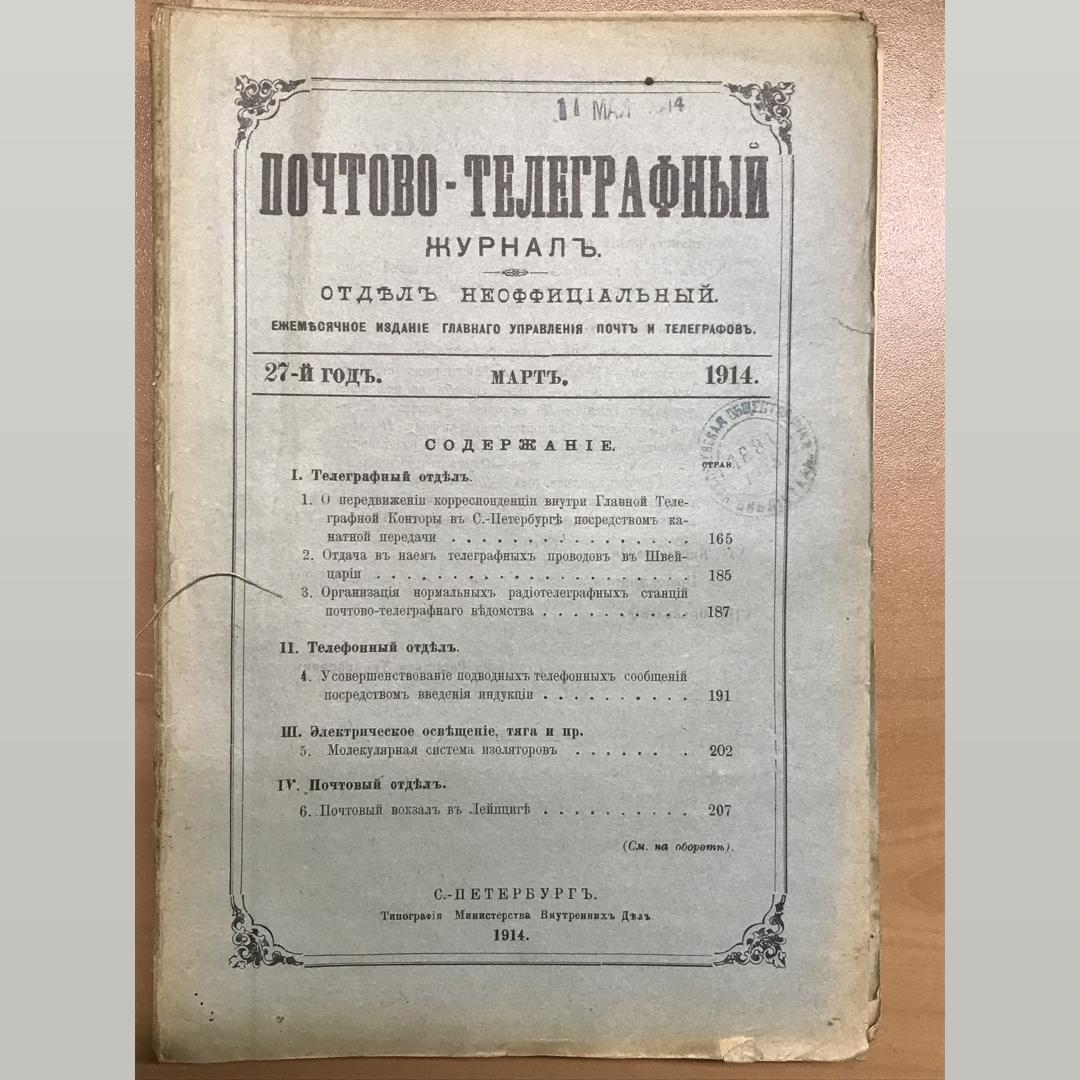 11 МАЯ 14
ПОЧТОВО-ТЕЛЕГРАФНЫЙ
ЖУРНАЛЪ.
ОТДѢЛЪ НЕОФФИЦІАЛЬНЫЙ.
ЕЖЕМѢСЯЧНОЕ ИЗДАНІЕ ГЛАВНАГО УПРАВЛЕНІЯ ПОЧТЪ И ТЕЛЕГРАФОВЪ.
27-Й ГОДЪ. МАРТЪ. 1914.
СОДЕРЖАНІЕ.
СТРАН.
I. Телеграфный отдѣлъ.
1. О передвиженіи корреспонденціи внутри Главной Теле-
графной Конторы въ С.-Петербургѣ посредствомъ ка-
натной передачи . . . . . . . . . . . . . . 165
2. Отдача въ наемъ телеграфныхъ проводовъ въ Швей-
царіи . . . . . . . . . . . . . . . . . . 185
3. Организація нормальныхъ радіотелеграфныхъ станцій
почтово-телеграфнаго вѣдомства . . . . . . . . . . 187
II. Телефонный отдѣлъ.
4. Усовершенствованіе подводныхъ телефонныхъ сообщеній
посредствомъ введенія индукціи . . . . . . . . . . 191
III. Электрическое освѣщеніе, тяга и пр.
5. Молекулярная система изоляторовъ . . . . . . . 202
IV. Почтовый отдѣлъ.
6. Почтовый вокзалъ въ Лейпцигѣ . . . . . . . . . . 207
(См. на оборотѣ).
С.-ПЕТЕРБУРГЪ.
Типографія Министерства Внутреннихъ Дѣлъ.
1914.